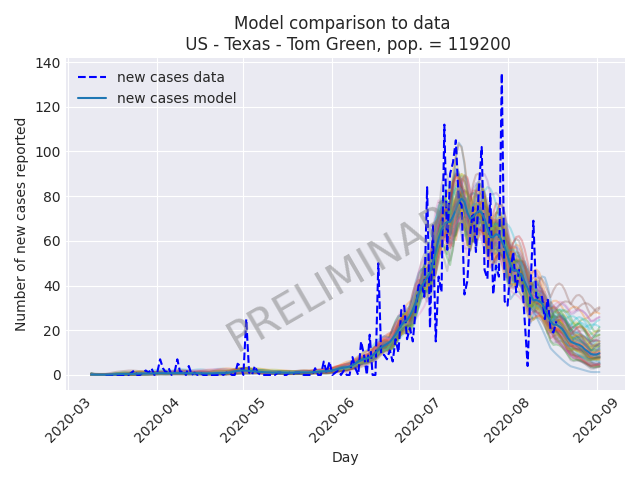 Model comparison to data
US - Texas - Tom Green, pop. = 119200
new cases data
new cases model
Number of new cases reported
140
120
100
80
60
40
20
0
PRELIMINAR
2020-03
2020-04
2020-05
2020-06
2020-07
2020-08
2020-09
Day